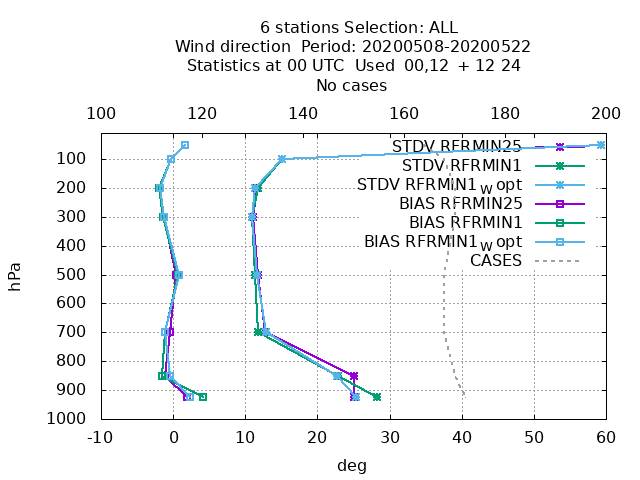 6 stations Selection: ALL
Wind direction  Period: 20200508-20200522
Statistics at 00 UTC  Used  00,12  + 12 24
No cases
100 120 140 160 180 200
STDV RFRMIN25
STDV RFRMIN1
STDV RFRMIN1w opt
BIAS RFRMIN25
BIAS RFRMIN1
BIAS RFRMIN1w opt
CASES
100
200
300
400
500
600
700
800
900
1000
hPa
-10 0 10 20 30 40 50 60
deg